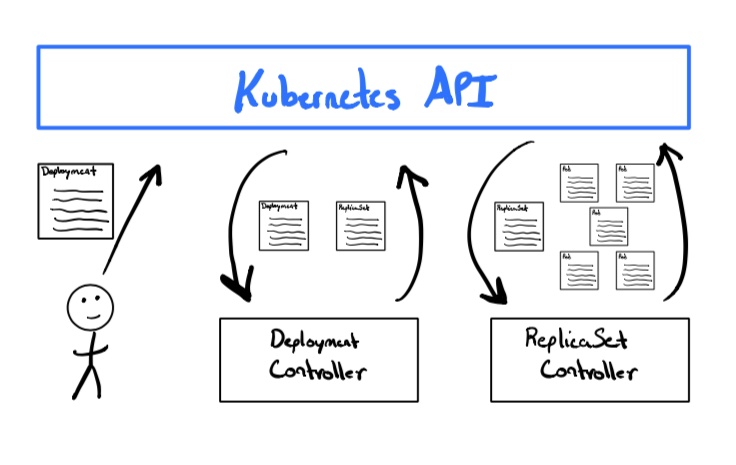 Kubernetes API
Deployment
Deployment
ReplicaSet
ReplicaSet
Pod
Pod
Pod
Pod
Pod
Deployment
Controller
ReplicaSet
Controller